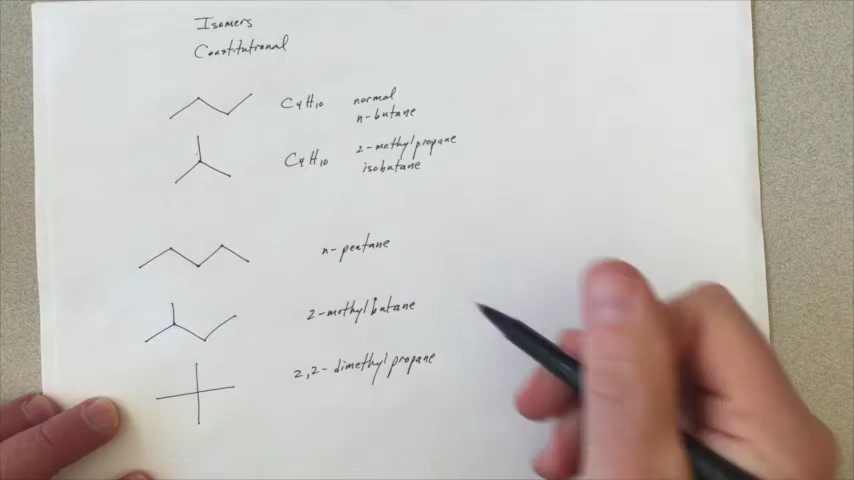 Isomers
Constitutional
C4H10 normal
n-butane
C4H10 2-methylpropane
isobutane
n-pentane
2-methylbutane
2,2-dimethylpropane